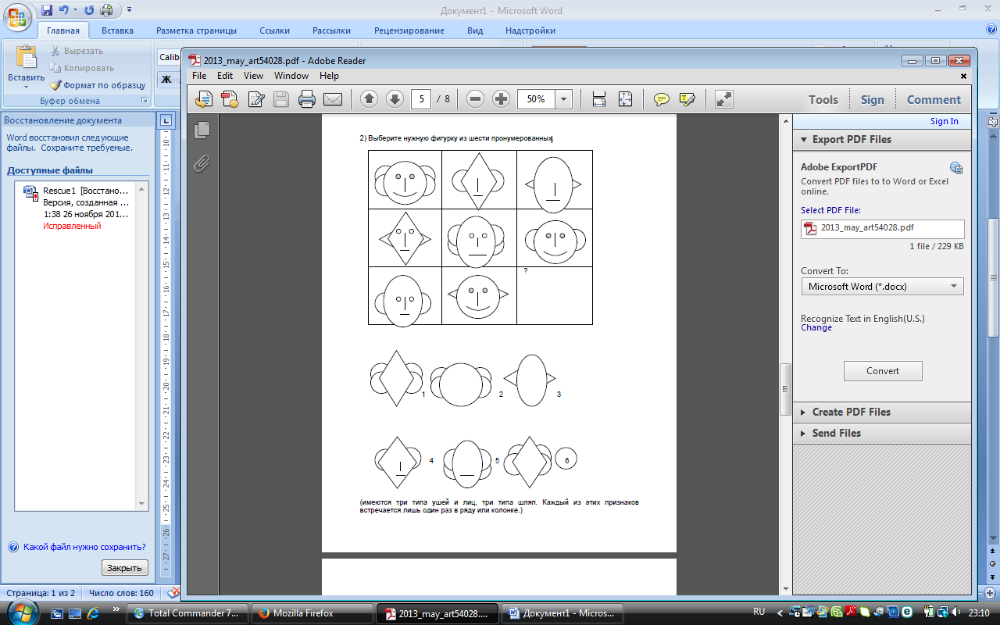 Документ1 - Microsoft Word
Главная Вставка Разметка страницы Ссылки Рассылки Рецензирование Вид Надстройки
Вставить
Вырезать
Копировать
Формат по образцу
Буфер обмена
Calib
Ж
Восстановление документа
Word восстановил следующие
файлы. Сохраните требуемые.
Доступные файлы
Rescue1 [Восстано...
Версия, созданная ...
1:38 26 ноября 201...
Исправленный
Какой файл нужно сохранить?
Закрыть
Страница: 1 из 2 Число слов: 160
2013_may_art54028.pdf - Adobe Reader
File Edit View Window Help
5 / 8 50% Tools Sign Comment
2) Выберите нужную фигурку из шести пронумерованных.
?
1 2 3
4 5 6
(имеются три типа ушей и лиц, три типа шляп. Каждый из этих признаков
встречается лишь один раз в ряду или колонке.)
Sign In
Export PDF Files
Adobe ExportPDF
Convert PDF files to to Word or Excel
online.
Select PDF File:
2013_may_art54028.pdf
1 file / 229 KB
Convert To:
Microsoft Word (*.docx)
Recognize Text in English(U.S.)
Change
Convert
Create PDF Files
Send Files
Total Commander 7... Mozilla Firefox 2013_may_art54028.... Документ1 - Micros... RU 23:10